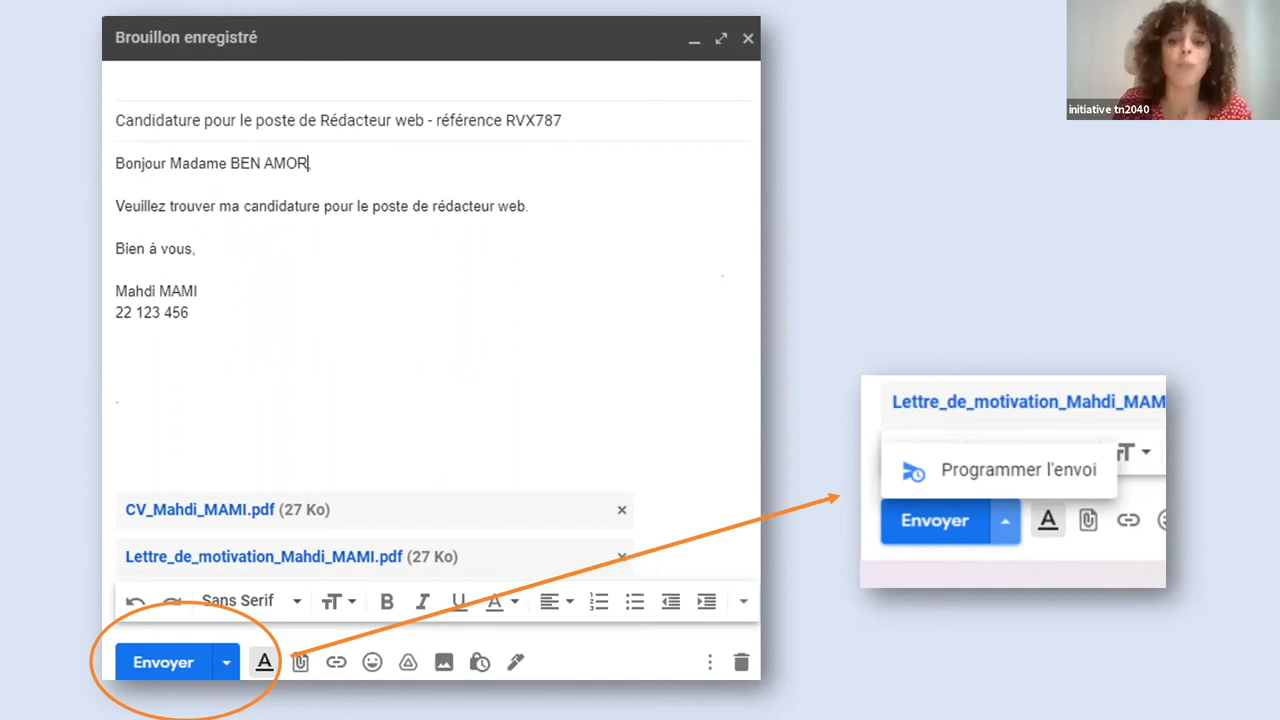 Brouillon enregistré
initiative tn2040
Candidature pour le poste de Rédacteur web - référence RVX787
Bonjour Madame BEN AMOR,
Veuillez trouver ma candidature pour le poste de rédacteur web.
Bien à vous,
Mahdi MAMI
22 123 456
CV_Mahdi_MAMI.pdf (27 Ko)
Lettre_de_motivation_Mahdi_MAMI.pdf (27 Ko)
Sans Serif
Envoyer
Lettre_de_motivation_Mahdi_MAM
Programmer l'envoi
Envoyer